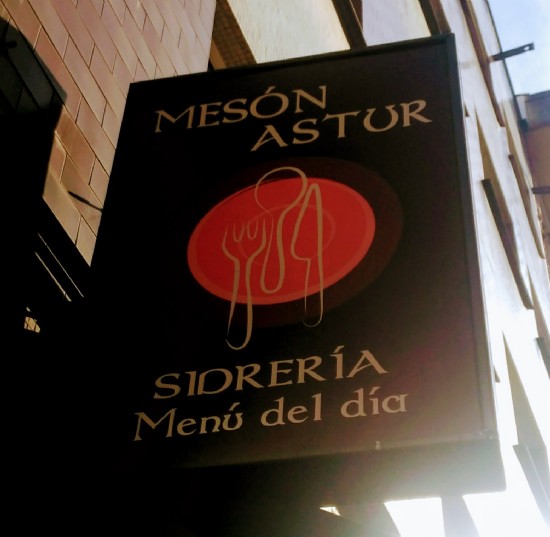 MESÓN
ASTUR
SIDRERÍA
Menú del día